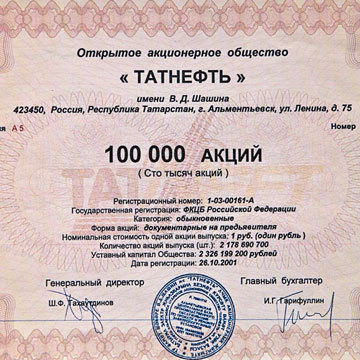 Открытое акционерное общество
« ТАТНЕФТЬ »
имени В. Д. Шашина
423450, Россия, Республика Татарстан, г. Альметьевск, ул. Ленина, д. 75
А 5
100 000 АКЦИЙ
( Сто тысяч акций )
Регистрационный номер: 1-03-00161-А
Государственная регистрация: ФКЦБ Российской Федерации
Категория: обыкновенные
Форма акций: документарные на предъявителя
Номинальная стоимость одной акции выпуска: 1 руб. (один рубль )
Количество акций выпуска (шт.): 2 178 690 700
Уставный капитал Общества: 2 326 199 200 рублей
Дата регистрации: 26.10.2001
Генеральный директор Главный бухгалтер
Ш.Ф. Тахаутдинов И.Г. Гарифуллин